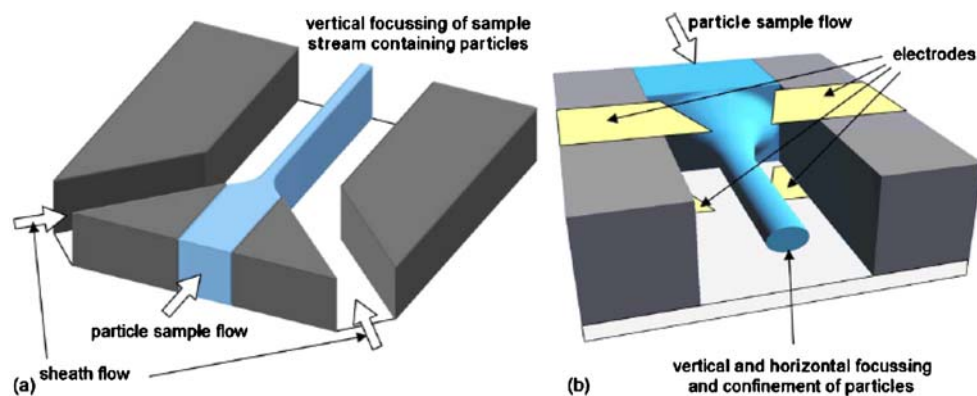 vertical focussing of sample
stream containing particles
particle sample flow
sheath flow
(a)
particle sample flow
electrodes
vertical and horizontal focussing
and confinement of particles
(b)